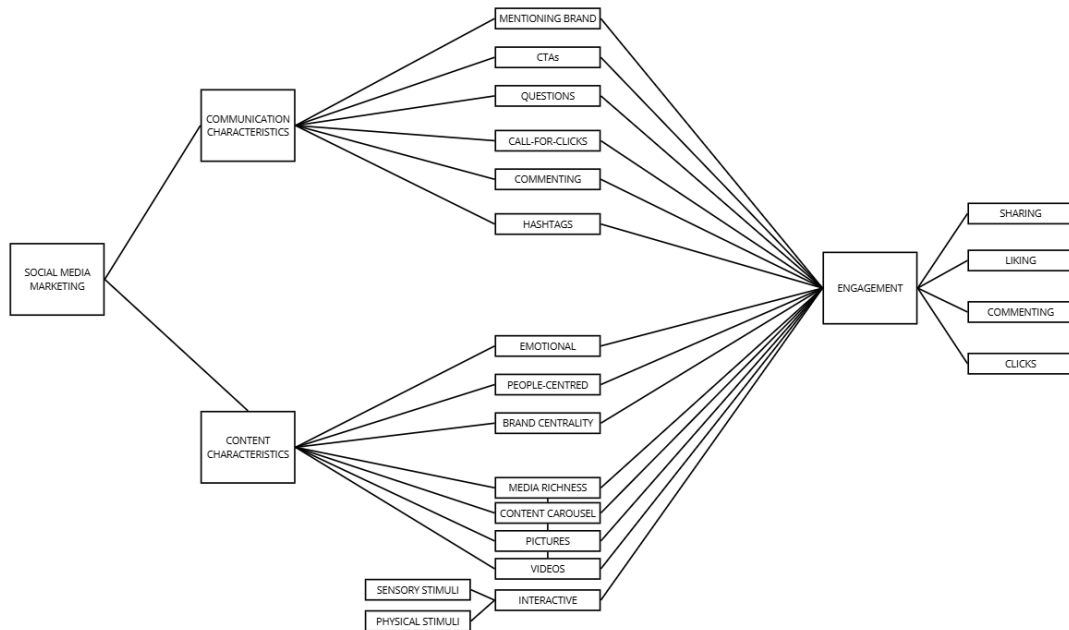 SOCIAL MEDIA
MARKETING
COMMUNICATION
CHARACTERISTICS
CONTENT
CHARACTERISTICS
MENTIONING BRAND
CTAs
QUESTIONS
CALL-FOR-CLICKS
COMMENTING
HASHTAGS
EMOTIONAL
PEOPLE-CENTRED
BRAND CENTRALITY
MEDIA RICHNESS
CONTENT CAROUSEL
PICTURES
VIDEOS
SENSORY STIMULI
PHYSICAL STIMULI
INTERACTIVE
ENGAGEMENT
SHARING
LIKING
COMMENTING
CLICKS